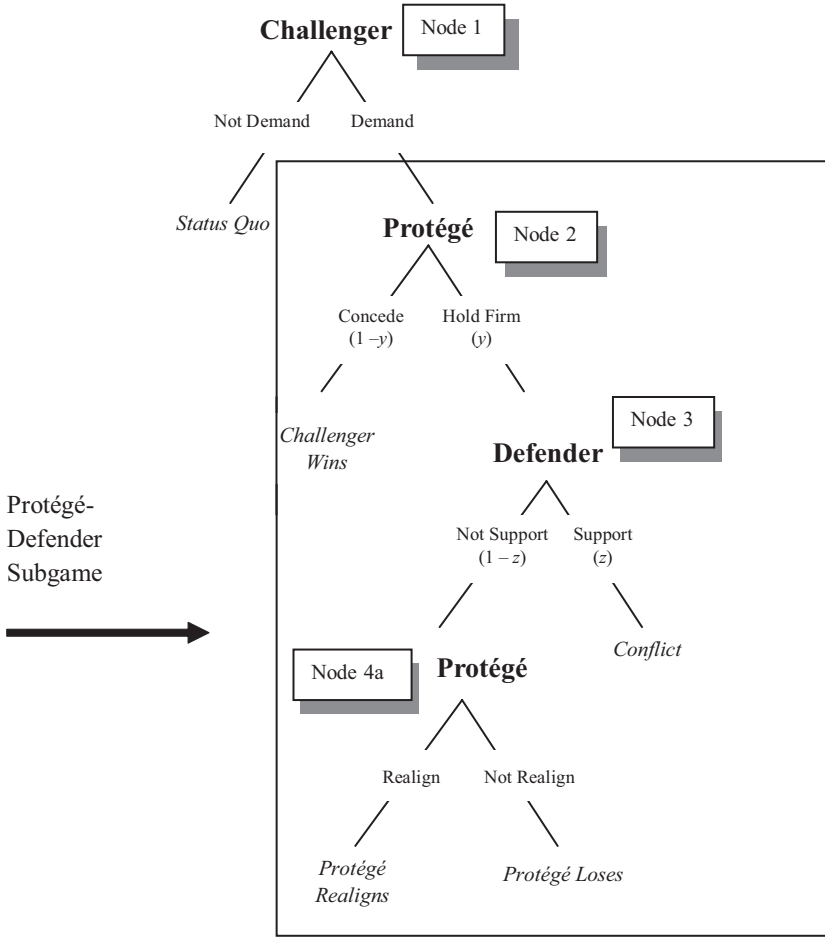 Challenger
Node 1
Not Demand
Demand
Status Quo
Protégé
Node 2
Concede
(1 –y)
Hold Firm
(y)
Challenger
Wins
Defender
Node 3
Protégé-
Defender
Subgame
Not Support
(1 – z)
Support
(z)
Conflict
Node 4a
Protégé
Realign
Not Realign
Protégé
Realigns
Protégé Loses